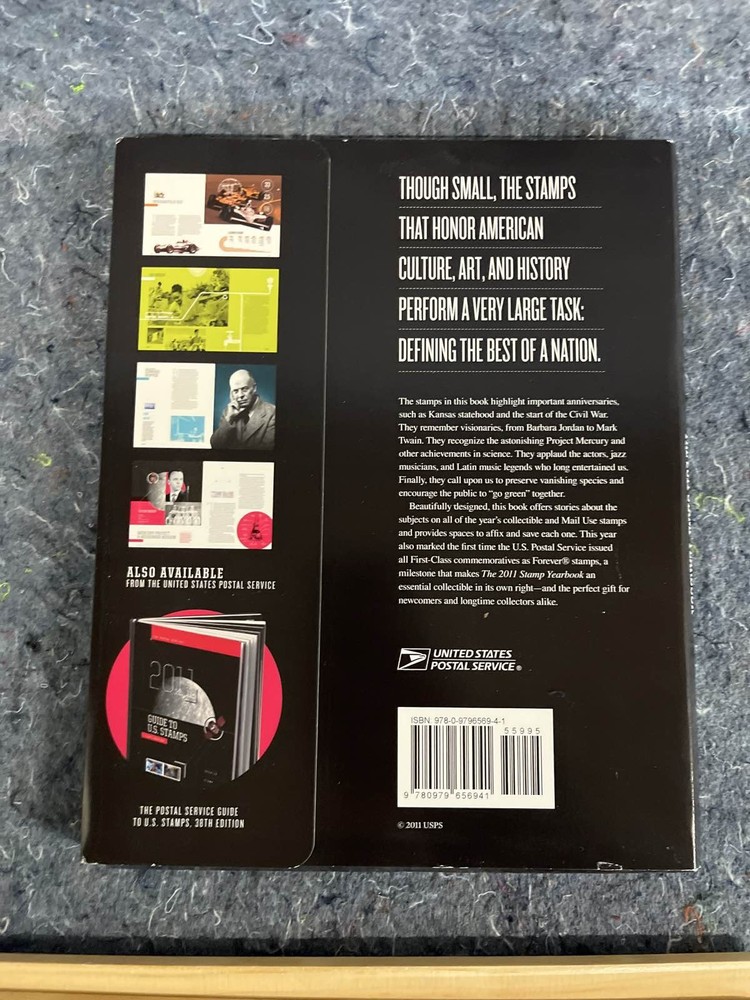 THOUGH SMALL, THE STAMPS
THAT HONOR AMERICAN
CULTURE, ART, AND HISTORY
PERFORM A VERY LARGE TASK:
DEFINING THE BEST OF A NATION.
The stamps in this book highlight important anniversaries,
such as Kansas statehood and the start of the Civil War.
They remember visionaries, from Barbara Jordan to Mark
Twain. They recognize the astonishing Project Mercury and
other achievements in science. They applaud the actors, jazz
musicians, and Latin music legends who long entertained us.
Finally, they call upon us to preserve vanishing species and
encourage the public to “go green” together.
Beautifully designed, this book offers stories about the
subjects on all of the year's collectible and Mail Use stamps
and provides spaces to affix and save each one. This year
also marked the first time the U.S. Postal Service issued
all First-Class commemoratives as Forever® stamps, a
milestone that makes The 2011 Stamp Yearbook an
essential collectible in its own right—and the perfect gift for
newcomers and longtime collectors alike.
UNITED STATES
POSTAL SERVICE®
ISBN: 978-0-9796569-4-1
55995
9 780979 656941
© 2011 USPS
ALSO AVAILABLE
FROM THE UNITED STATES POSTAL SERVICE
2011
GUIDE TO
U.S. STAMPS
THE POSTAL SERVICE GUIDE
TO U.S. STAMPS, 38TH EDITION